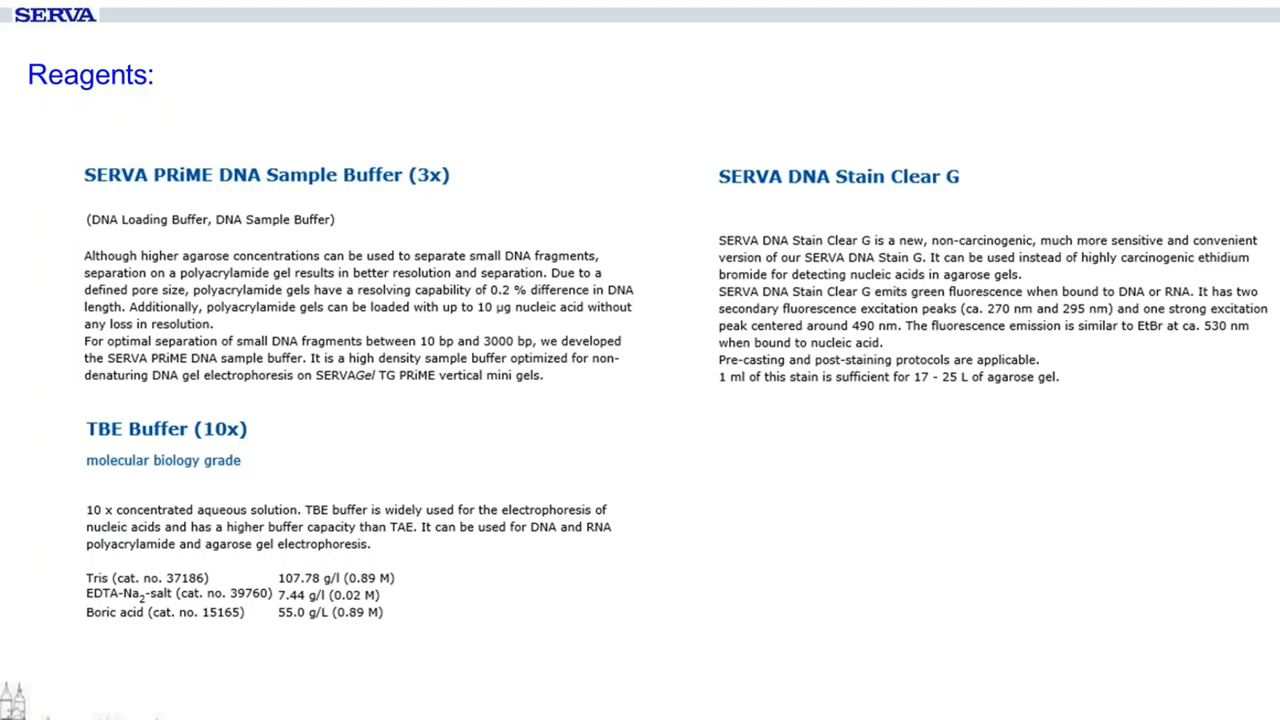 SERVA
Reagents:
SERVA PRiME DNA Sample Buffer (3x)
(DNA Loading Buffer, DNA Sample Buffer)
Although higher agarose concentrations can be used to separate small DNA fragments,
separation on a polyacrylamide gel results in better resolution and separation. Due to a
defined pore size, polyacrylamide gels have a resolving capability of 0.2 % difference in DNA
length. Additionally, polyacrylamide gels can be loaded with up to 10 µg nucleic acid without
any loss in resolution.
For optimal separation of small DNA fragments between 10 bp and 3000 bp, we developed
the SERVA PRiME DNA sample buffer. It is a high density sample buffer optimized for non-
denaturing DNA gel electrophoresis on SERVAGel TG PRiME vertical mini gels.
TBE Buffer (10x)
molecular biology grade
10 x concentrated aqueous solution. TBE buffer is widely used for the electrophoresis of
nucleic acids and has a higher buffer capacity than TAE. It can be used for DNA and RNA
polyacrylamide and agarose gel electrophoresis.
Tris (cat. no. 37186) 107.78 g/l (0.89 M)
EDTA-Na2-salt (cat. no. 39760) 7.44 g/l (0.02 M)
Boric acid (cat. no. 15165) 55.0 g/L (0.89 M)
SERVA DNA Stain Clear G
SERVA DNA Stain Clear G is a new, non-carcinogenic, much more sensitive and convenient
version of our SERVA DNA Stain G. It can be used instead of highly carcinogenic ethidium
bromide for detecting nucleic acids in agarose gels.
SERVA DNA Stain Clear G emits green fluorescence when bound to DNA or RNA. It has two
secondary fluorescence excitation peaks (ca. 270 nm and 295 nm) and one strong excitation
peak centered around 490 nm. The fluorescence emission is similar to EtBr at ca. 530 nm
when bound to nucleic acid.
Pre-casting and post-staining protocols are applicable.
1 ml of this stain is sufficient for 17 - 25 L of agarose gel.